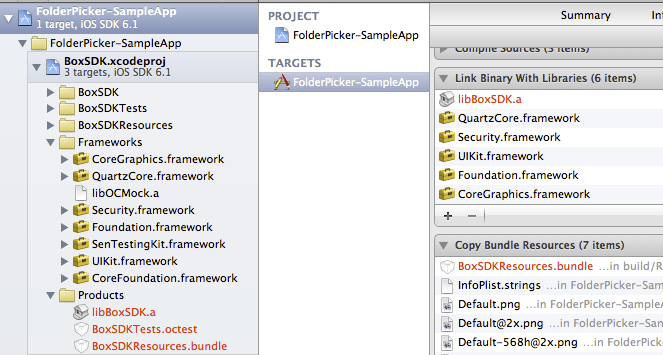 FolderPicker-SampleApp
1 target, iOS SDK 6.1
FolderPicker-SampleApp
BoxSDK.xcodeproj
3 targets, iOS SDK 6.1
BoxSDK
BoxSDKTests
BoxSDKResources
Frameworks
CoreGraphics.framework
QuartzCore.framework
libOCMock.a
Security.framework
Foundation.framework
SenTestingKit.framework
UIKit.framework
CoreFoundation.framework
Products
libBoxSDK.a
BoxSDKTests.octest
BoxSDKResources.bundle
PROJECT
FolderPicker-SampleApp
TARGETS
FolderPicker-SampleApp
Summary In
Compile Sources (3 items)
Link Binary With Libraries (6 items)
libBoxSDK.a
QuartzCore.framework
Security.framework
UIKit.framework
Foundation.framework
CoreGraphics.framework
Copy Bundle Resources (7 items)
BoxSDKResources.bundle ...in build/R
InfoPlist.strings ...in FolderPicker-
Default.png ...in FolderPicker-SampleA
Default@2x.png ...in FolderPicker-Sam
Default-568h@2x.png ...in FolderPicker